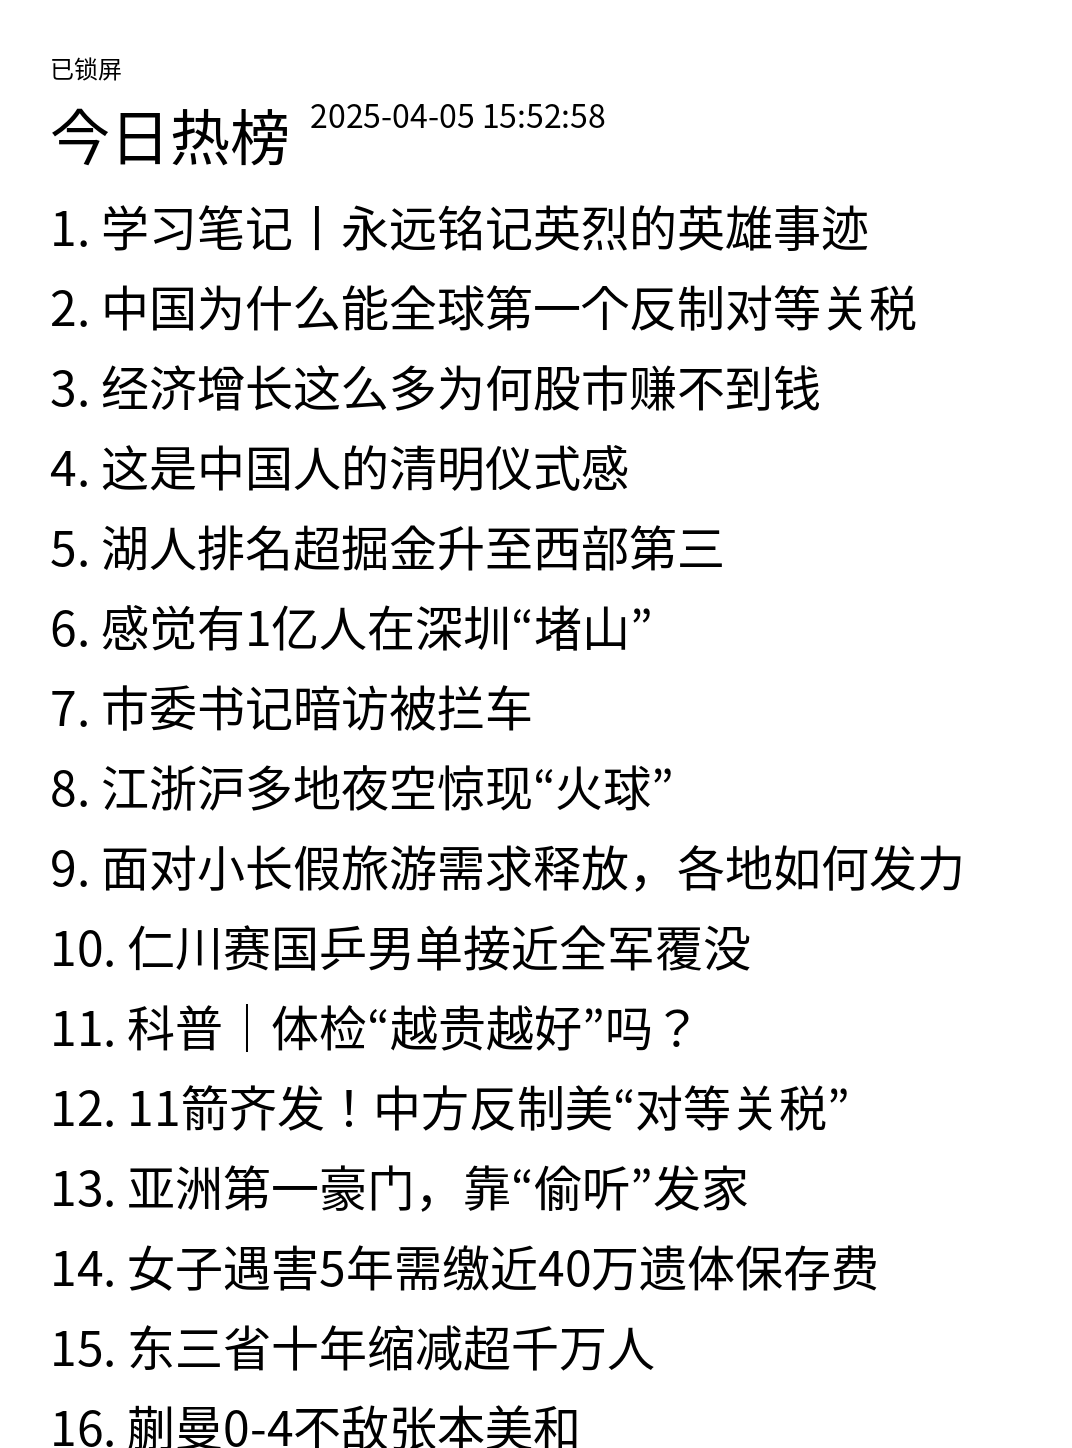 已锁屏
今日热榜 2025-04-05 15:52:58
1. 学习笔记丨永远铭记英烈的英雄事迹
2. 中国为什么能全球第一个反制对等关税
3. 经济增长这么多为何股市赚不到钱
4. 这是中国人的清明仪式感
5. 湖人排名超掘金升至西部第三
6. 感觉有1亿人在深圳“堵山”
7. 市委书记暗访被拦车
8. 江浙沪多地夜空惊现“火球”
9. 面对小长假旅游需求释放，各地如何发力
10. 仁川赛国乒男单接近全军覆没
11. 科普｜体检“越贵越好”吗？
12. 11箭齐发！中方反制美“对等关税”
13. 亚洲第一豪门，靠“偷听”发家
14. 女子遇害5年需缴近40万遗体保存费
15. 东三省十年缩减超千万人
16. 蒯曼0-4不敌张本美和